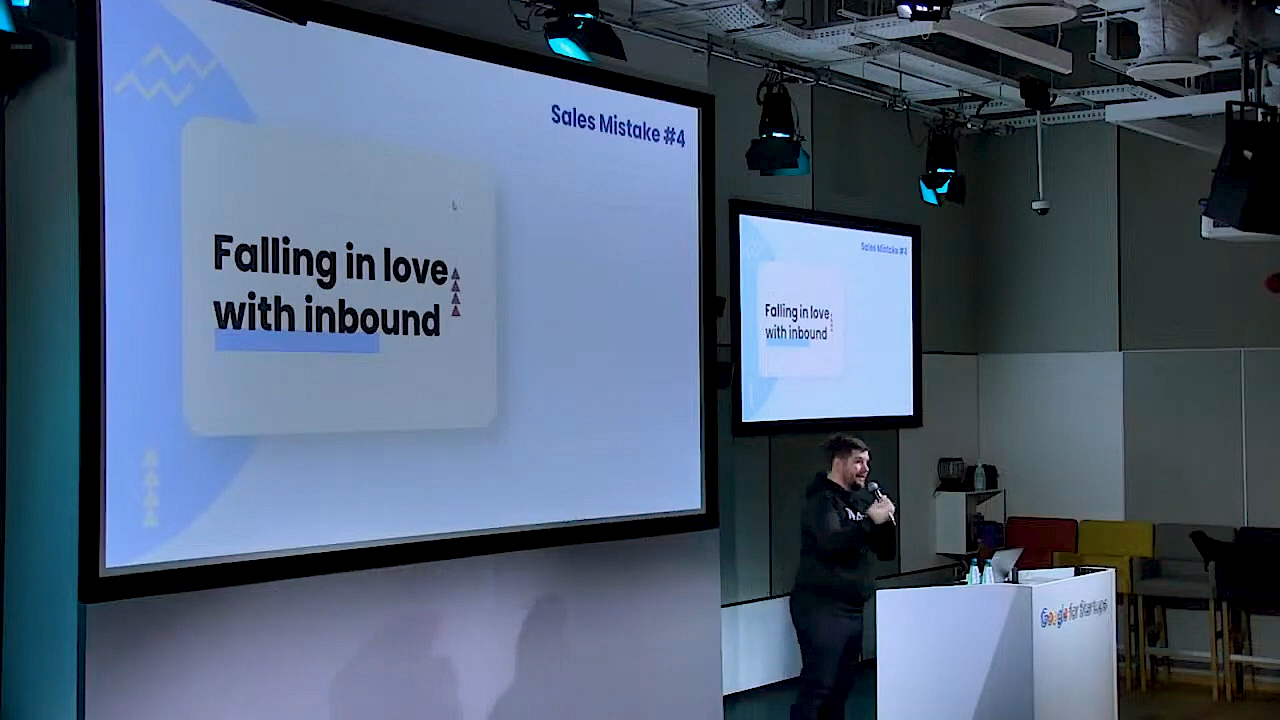 Sales Mistake #4
Falling in love
with inbound
Sales Mistake #4
Falling in love
with inbound
Google for Startups